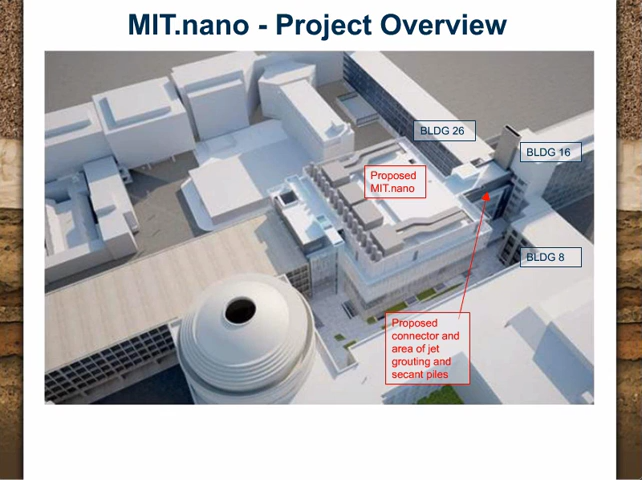 MIT.nano - Project Overview
BLDG 26
BLDG 16
Proposed
MIT.nano
BLDG 8
Proposed
connector and
area of jet
grouting and
secant piles